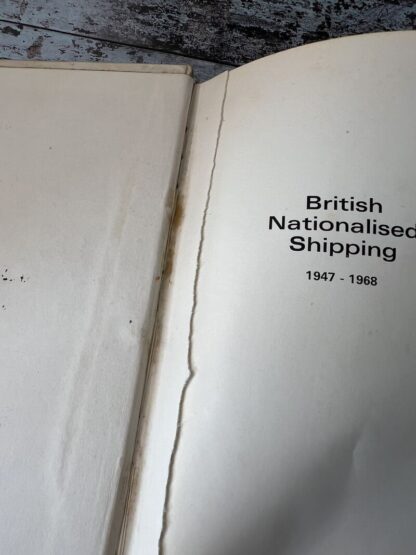 British
Nationalised
Shipping
1947 - 1968